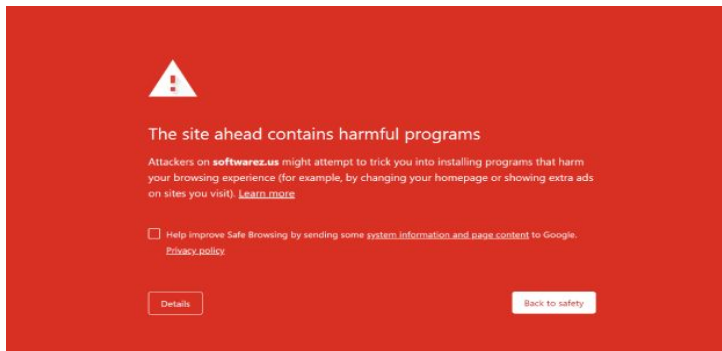 !
The site ahead contains harmful programs
Attackers on softwarez.us might attempt to trick you into installing programs that harm
your browsing experience (for example, by changing your homepage or showing extra ads
on sites you visit). Learn more
Help improve Safe Browsing by sending some system information and page content to Google.
Privacy policy
Details
Back to safety